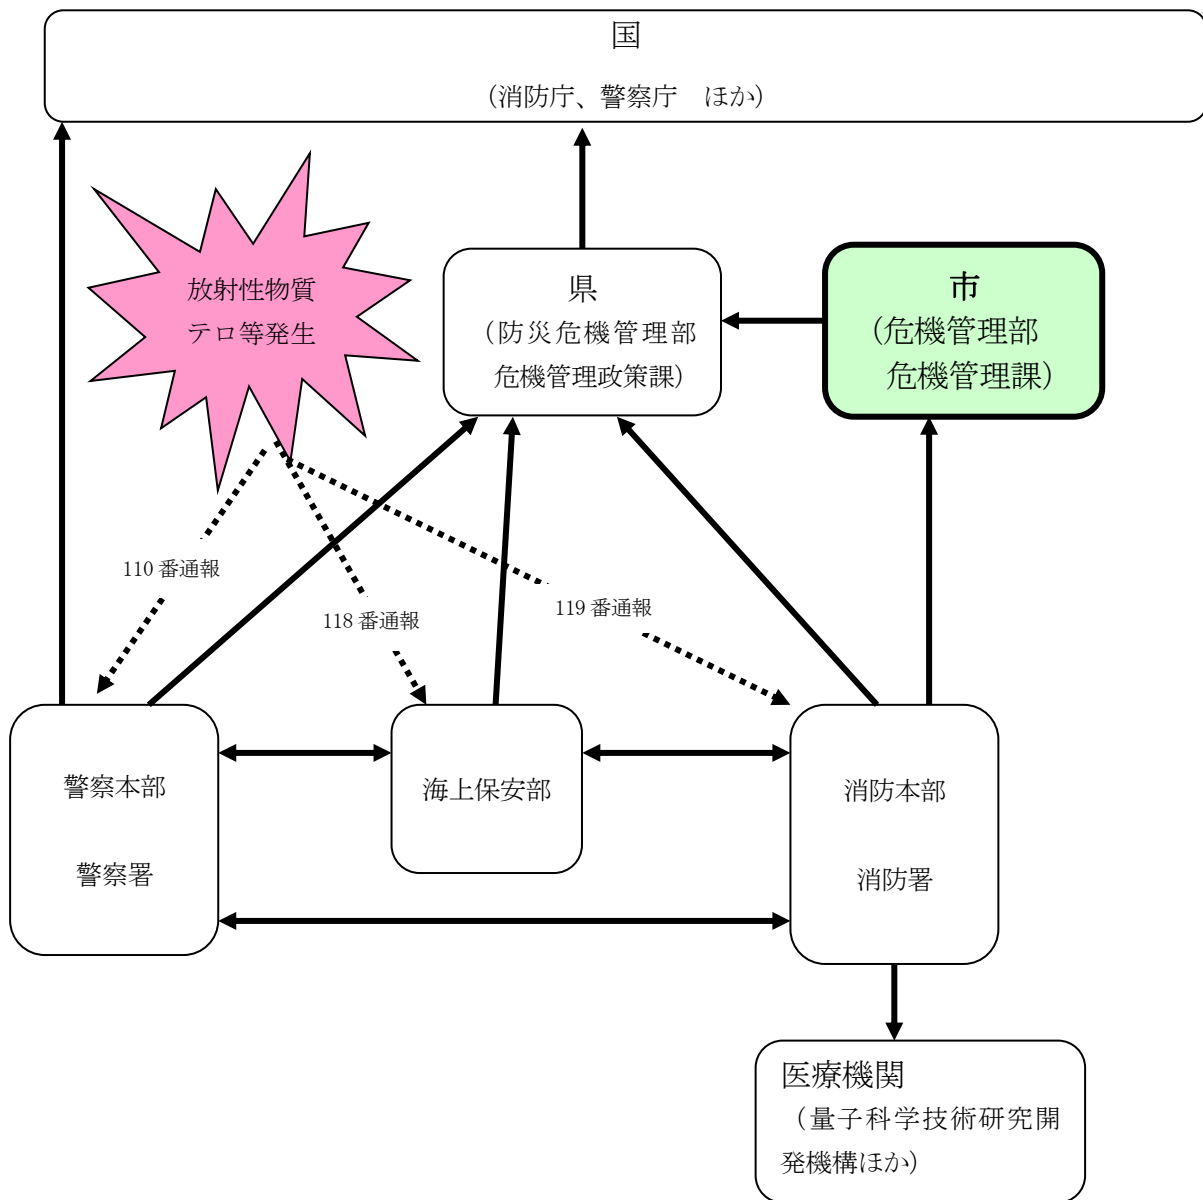 国
（消防庁、警察庁　ほか）
放射性物質
テロ等発生
県
（防災危機管理部
危機管理政策課）
市
（危機管理部
危機管理課）
110 番通報
118 番通報
119 番通報
警察本部
警察署
海上保安部
消防本部
消防署
医療機関
（量子科学技術研究開
発機構ほか）